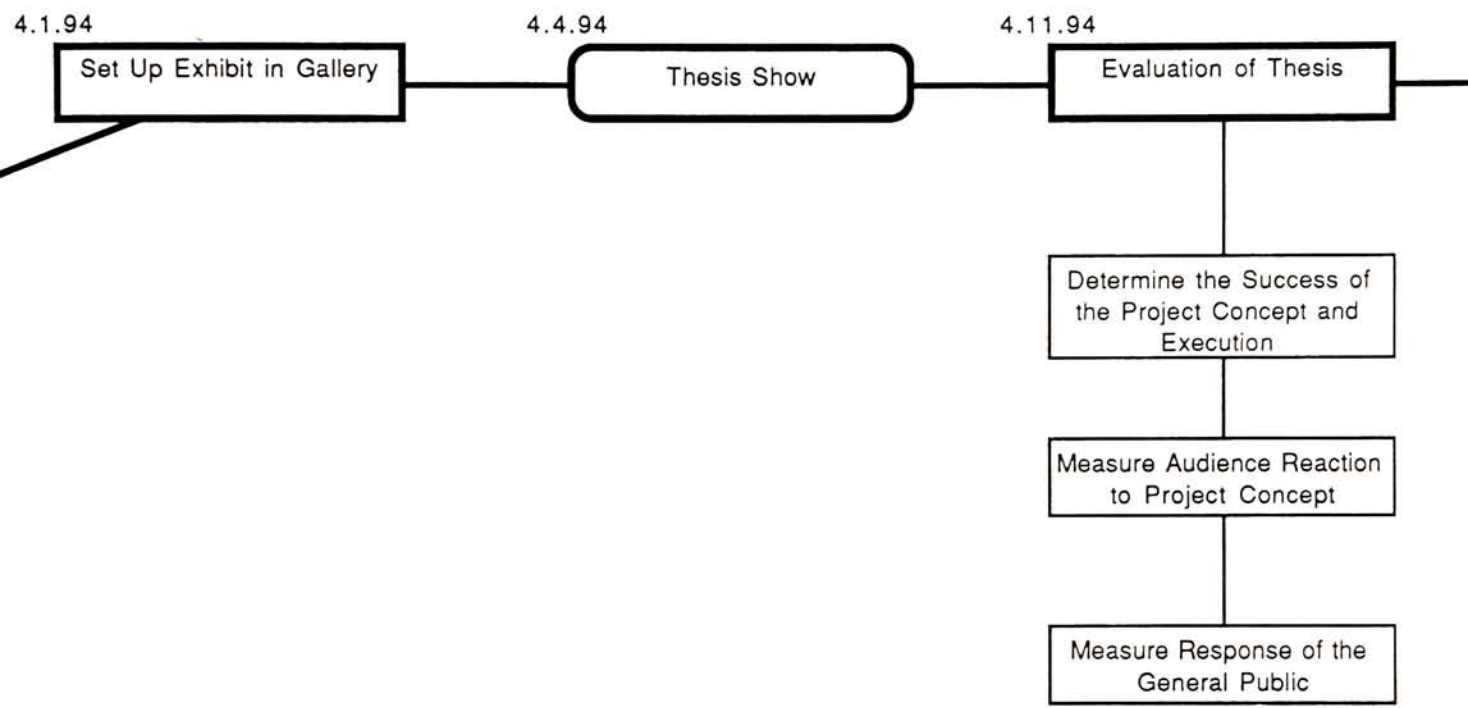 4.1.94
Set Up Exhibit in Gallery
4.4.94
Thesis Show
4.11.94
Evaluation of Thesis
Determine the Success of
the Project Concept and
Execution
Measure Audience Reaction
to Project Concept
Measure Response of the
General Public